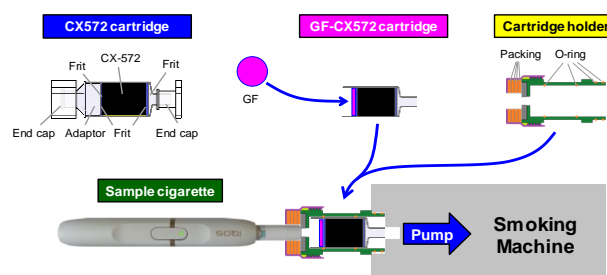 CX572 cartridge
GF-CX572 cartridge
Cartridge holder
CX-572
Frit
Frit
Packing
O-ring
GF
End cap
Adaptor
Frit
End cap
Sample cigarette
IQOS
Pump
Smoking
Machine